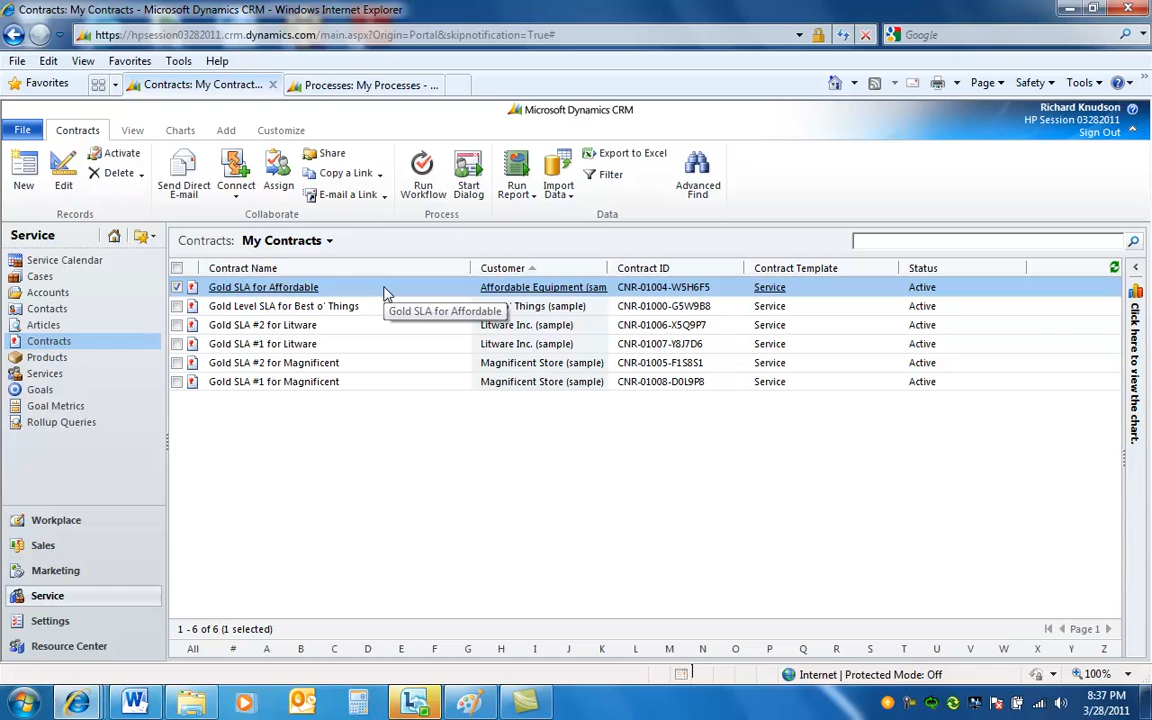 Contracts: My Contracts - Microsoft Dynamics CRM - Windows Internet Explorer
https://hpsession03282011.crm.dynamics.com/main.aspx?Origin=Portal&skipnotification=True#
Google
File Edit View Favorites Tools Help
Favorites
Contracts: My Contract...
Processes: My Processes - ...
Page Safety Tools
Microsoft Dynamics CRM
Richard Knudson
HP Session 03282011
Sign Out
File Contracts View Charts Add Customize
New
Edit
Activate
Delete
Records
Send Direct E-mail
Connect
Assign
Share
Copy a Link
E-mail a Link
Collaborate
Run Workflow
Start Dialog
Process
Run Report
Import Data
Export to Excel
Filter
Advanced Find
Data
Service
Service Calendar
Cases
Accounts
Contacts
Articles
Contracts
Products
Services
Goals
Goal Metrics
Rollup Queries
Workplace
Sales
Marketing
Service
Settings
Resource Center
Contracts: My Contracts
Contract Name Customer Contract ID Contract Template Status
Gold SLA for Affordable Affordable Equipment (sam CNR-01004-W5H6F5 Service Active
Gold Level SLA for Best o' Things ' Things (sample) CNR-01000-G5W9B8 Service Active
Gold SLA for Affordable
Gold SLA #2 for Litware Litware Inc. (sample) CNR-01006-X5Q9P7 Service Active
Gold SLA #1 for Litware Litware Inc. (sample) CNR-01007-Y8J7D6 Service Active
Gold SLA #2 for Magnificent Magnificent Store (sample) CNR-01005-F1S8S1 Service Active
Gold SLA #1 for Magnificent Magnificent Store (sample) CNR-01008-D0L9P8 Service Active
Click here to view the chart.
1 - 6 of 6 (1 selected)
Page 1
All # A B C D E F G H I J K L M N O P Q R S T U V W X Y Z
Internet | Protected Mode: Off
100%
8:37 PM
3/28/2011